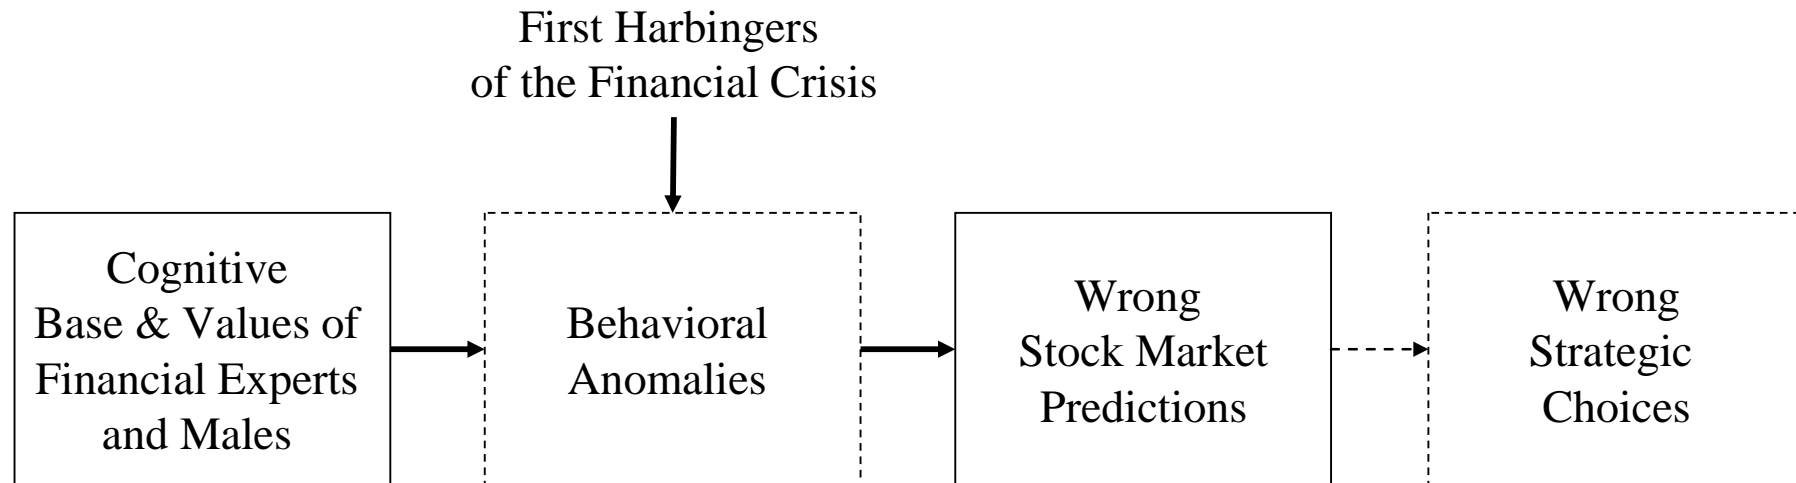 First Harbingers
of the Financial Crisis
Cognitive
Base & Values of
Financial Experts
and Males
Behavioral
Anomalies
Wrong
Stock Market
Predictions
Wrong
Strategic
Choices